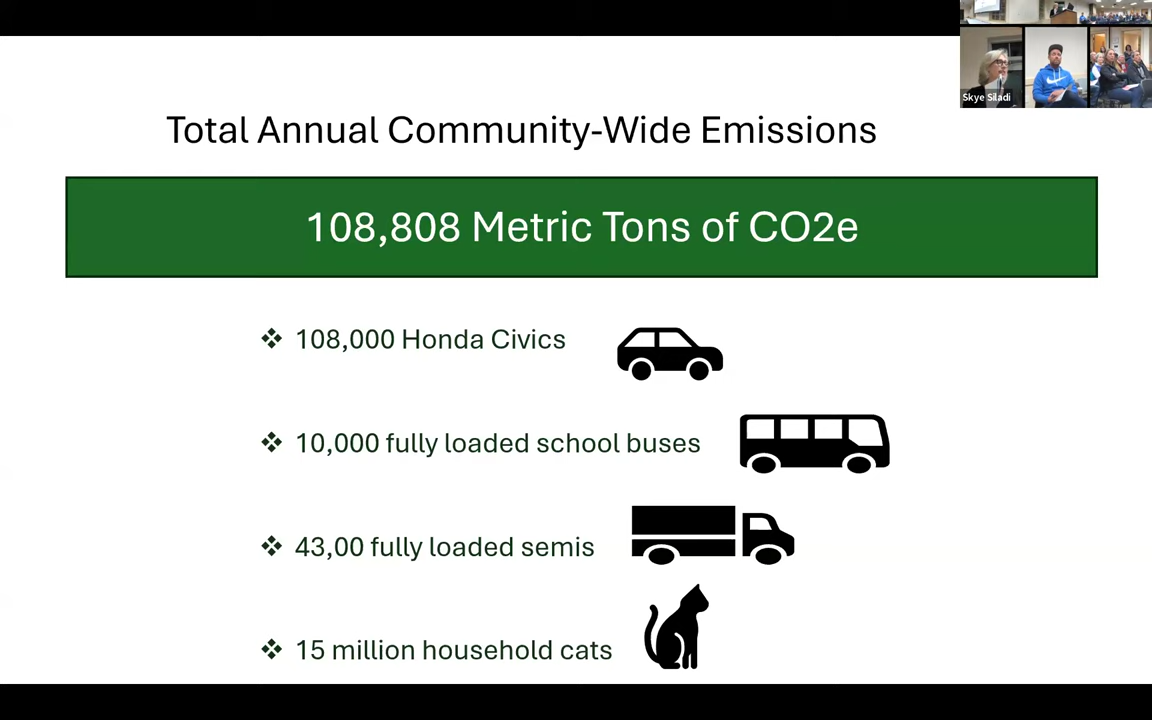 Skye Siladi
Total Annual Community-Wide Emissions
108,808 Metric Tons of CO2e
❖ 108,000 Honda Civics
❖ 10,000 fully loaded school buses
❖ 43,00 fully loaded semis
❖ 15 million household cats